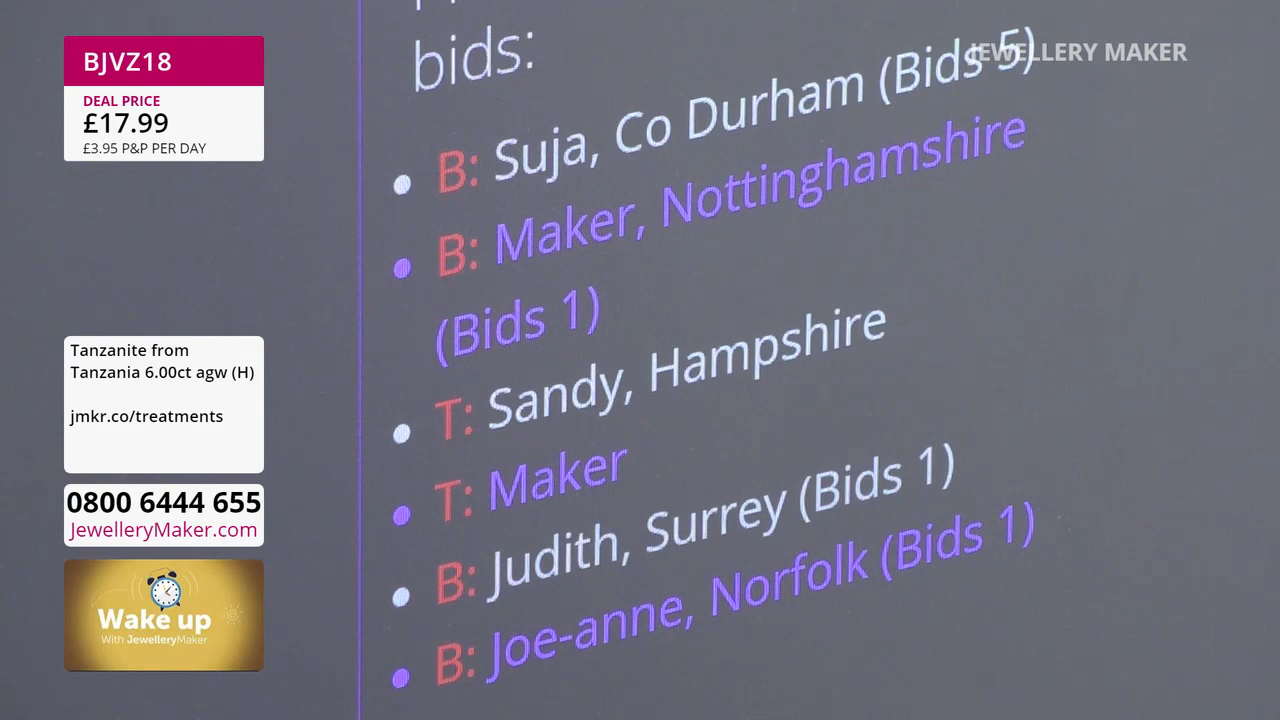 BJVZ18
DEAL PRICE
£17.99
£3.95 P&P PER DAY
JEWELLERY MAKER
bids:
• B: Suja, Co Durham (Bids 5)
• B: Maker, Nottinghamshire
(Bids 1)
• T: Sandy, Hampshire
• T: Maker
• B: Judith, Surrey (Bids 1)
• B: Joe-anne, Norfolk (Bids 1)
Tanzanite from
Tanzania 6.00ct agw (H)
jmkr.co/treatments
0800 6444 655
JewelleryMaker.com
Wake up
With JewelleryMaker